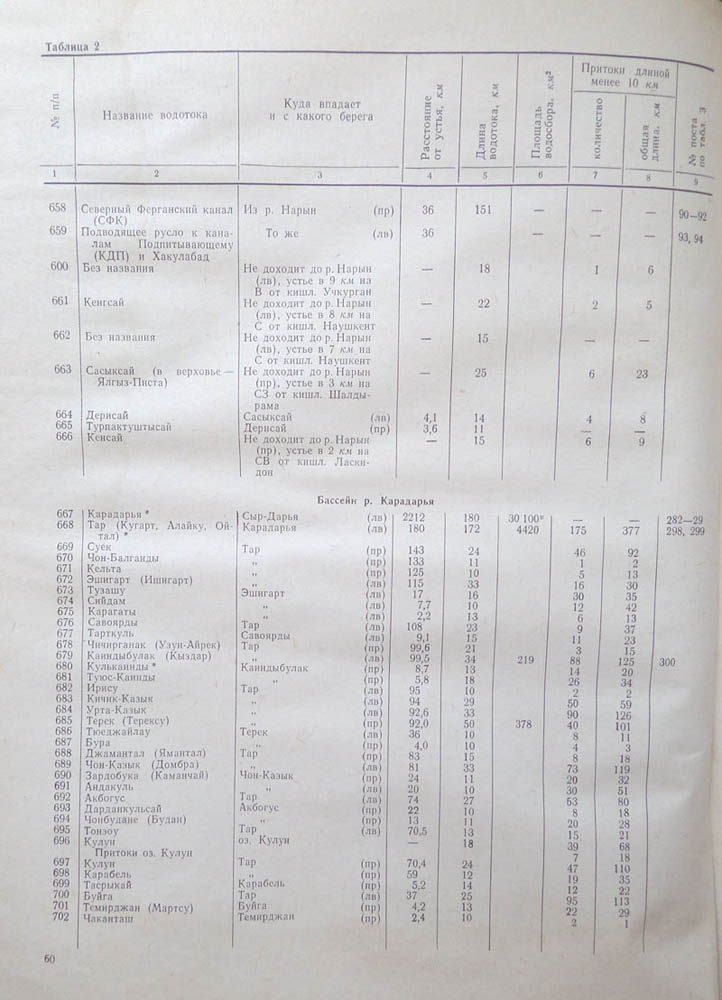 Таблица 2
№ п/п
Название водотока
Куда впадает
и с какого берега
Расстояние
от устья, км
Длина
водотока, км
Площадь
водосбора, км²
Притоки длиной
менее 10 км
количество
общая
длина, км
№ поста
по табл. 3
1 2 3 4 5 6 7 8 9
658 Северный Ферганский канал Из р. Нарын (пр) 36 151 — — — 90—92
(СФК)
659 Подводящее русло к кана- То же (лв) 36 — — — 93, 94
лам Подпитывающему
(КДП) и Хакулабад
600 Без названия Не доходит до р. Нарын — 18 1 6
(лв), устье в 9 км на
В от кишл. Учкурган
661 Кенгсай Не доходит до р. Нарын — 22 2 5
(лв), устье в 8 км на
С от кишл. Наушкент
662 Без названия Не доходит до р. Нарын — 15 — —
(лв), устье в 7 км на
С от кишл. Наушкент
663 Сасыксай (в верховье — Не доходит до р. Нарын — 25 6 23
Ялгыз-Писта) (пр), устье в 3 км на
СЗ от кишл. Шалды-
рама
664 Дерисай Сасыксай (лв) 4,1 14 4 8
665 Турпактуштысай Дерисай (пр) 3,6 11 — —
666 Кенсай Не доходит до р. Нарын — 15 6 9
(пр), устье в 2 км на
СВ от кишл. Ласки-
дон
Бассейн р. Карадарья
667 Карадарья * Сыр-Дарья (лв) 2212 180 30 100* — — 282—29
668 Тар (Кугарт, Алайку, Ой- Карадарья (лв) 180 172 4420 175 377 298, 299
тал) *
669 Суек Тар (пр) 143 24 46 92
670 Чон-Балганды „ (пр) 133 11 1 2
671 Кельта „ (пр) 125 10 5 13
672 Эшигарт (Ишигарт) „ (лв) 115 33 16 30
673 Тузашу Эшигарт (лв) 17 16 30 35
674 Сийдам „ (лв) 7,7 10 12 42
675 Карагаты „ (лв) 2,2 13 6 13
676 Савоярды Тар (лв) 108 23 9 37
677 Тарткуль Савоярды (лв) 9,1 15 11 23
678 Чичирганак (Узун-Айрек) Тар (пр) 99,6 21 3 15
679 Каиндыбулак (Кыздар) „ (лв) 99,5 34 219 88 125 300
680 Кулькаинды * Каиндыбулак (пр) 8,7 13 14 20
681 Туюс-Каинды „ (пр) 5,8 18 26 34
682 Ирису Тар (лв) 95 10 2 2
683 Кичик-Казык „ (лв) 94 29 50 59
684 Урта-Казык „ (лв) 92,6 33 90 126
685 Терек (Терексу) „ (лв) 92,0 50 378 40 101
686 Тюеджайлау Терек (лв) 36 10 8 11
687 Бура „ (пр) 4,0 10 4 3
688 Джамантал (Ямантал) Тар (пр) 83 15 8 18
689 Чон-Казык (Домбра) „ (лв) 81 33 73 119
690 Зардобука (Каманчай) Чон-Казык (пр) 24 11 20 32
691 Андакуль „ (лв) 20 10 30 51
692 Акбогус Тар (лв) 74 27 63 80
693 Дарданкульсай Акбогус (пр) 22 10 8 18
694 Чонбудане (Будан) „ (пр) 13 11 20 28
695 Тонзоу Тар (лв) 70,5 13 15 21
696 Кулун оз. Кулун — 18 39 68
Притоки оз. Кулун 7 18
697 Кулун Тар (пр) 70,4 24 47 110
698 Карабель „ (пр) 59 12 19 35
699 Тасрыкай Карабель (пр) 5,2 14 12 22
700 Буйга Тар (лв) 37 25 95 113
701 Темирджан (Мартсу) Буйга (пр) 4,2 13 22 29
702 Чаканташ Темирджан (пр) 2,4 10 2 1
60